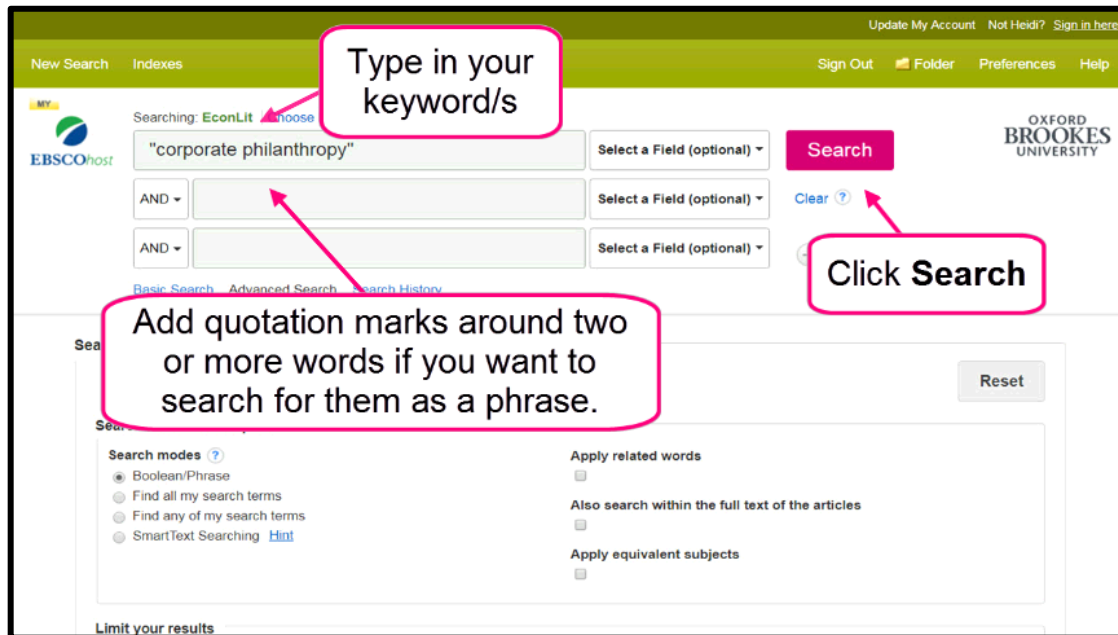 Update My Account Not Heidi? Sign in here
New Search Indexes
Sign Out Folder Preferences Help
Type in your
keyword/s
MY
EBSCOhost
Searching: EconLit
"corporate philanthropy"
Select a Field (optional)
Search
OXFORD
BROOKES
UNIVERSITY
AND
Select a Field (optional)
Clear ?
AND
Select a Field (optional)
Click Search
Basic Search Advanced Search Search History
Add quotation marks around two
or more words if you want to
search for them as a phrase.
Reset
Search modes ?
Boolean/Phrase
Find all my search terms
Find any of my search terms
SmartText Searching Hint
Apply related words
Also search within the full text of the articles
Apply equivalent subjects
Limit your results